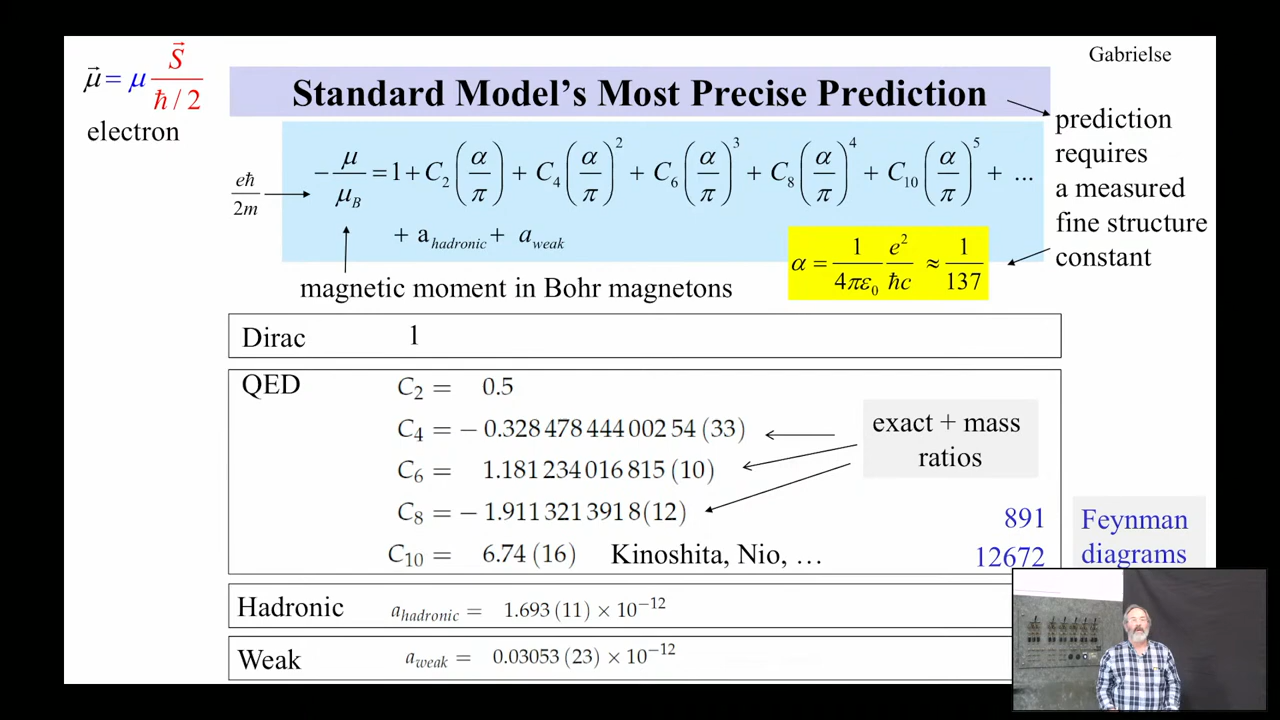 Gabrielse
μ⃗ = μ S⃗ / ħ / 2
electron
Standard Model's Most Precise Prediction
prediction
requires
a measured
fine structure
constant
eħ / 2m
−μ/μ_B = 1 + C₂(α/π) + C₄(α/π)² + C₆(α/π)³ + C₈(α/π)⁴ + C₁₀(α/π)⁵ + ...
+ a_hadronic + a_weak
α = 1/4πε₀ e²/ħc ≈ 1/137
magnetic moment in Bohr magnetons
Dirac 1
QED C₂ = 0.5
C₄ = − 0.328 478 444 002 54 (33)
C₆ = 1.181 234 016 815 (10)
C₈ = − 1.911 321 391 8 (12)
C₁₀ = 6.74 (16) Kinoshita, Nio, …
exact + mass
ratios
891
12672
Feynman
diagrams
Hadronic a_hadronic = 1.693 (11) × 10⁻¹²
Weak a_weak = 0.03053 (23) × 10⁻¹²